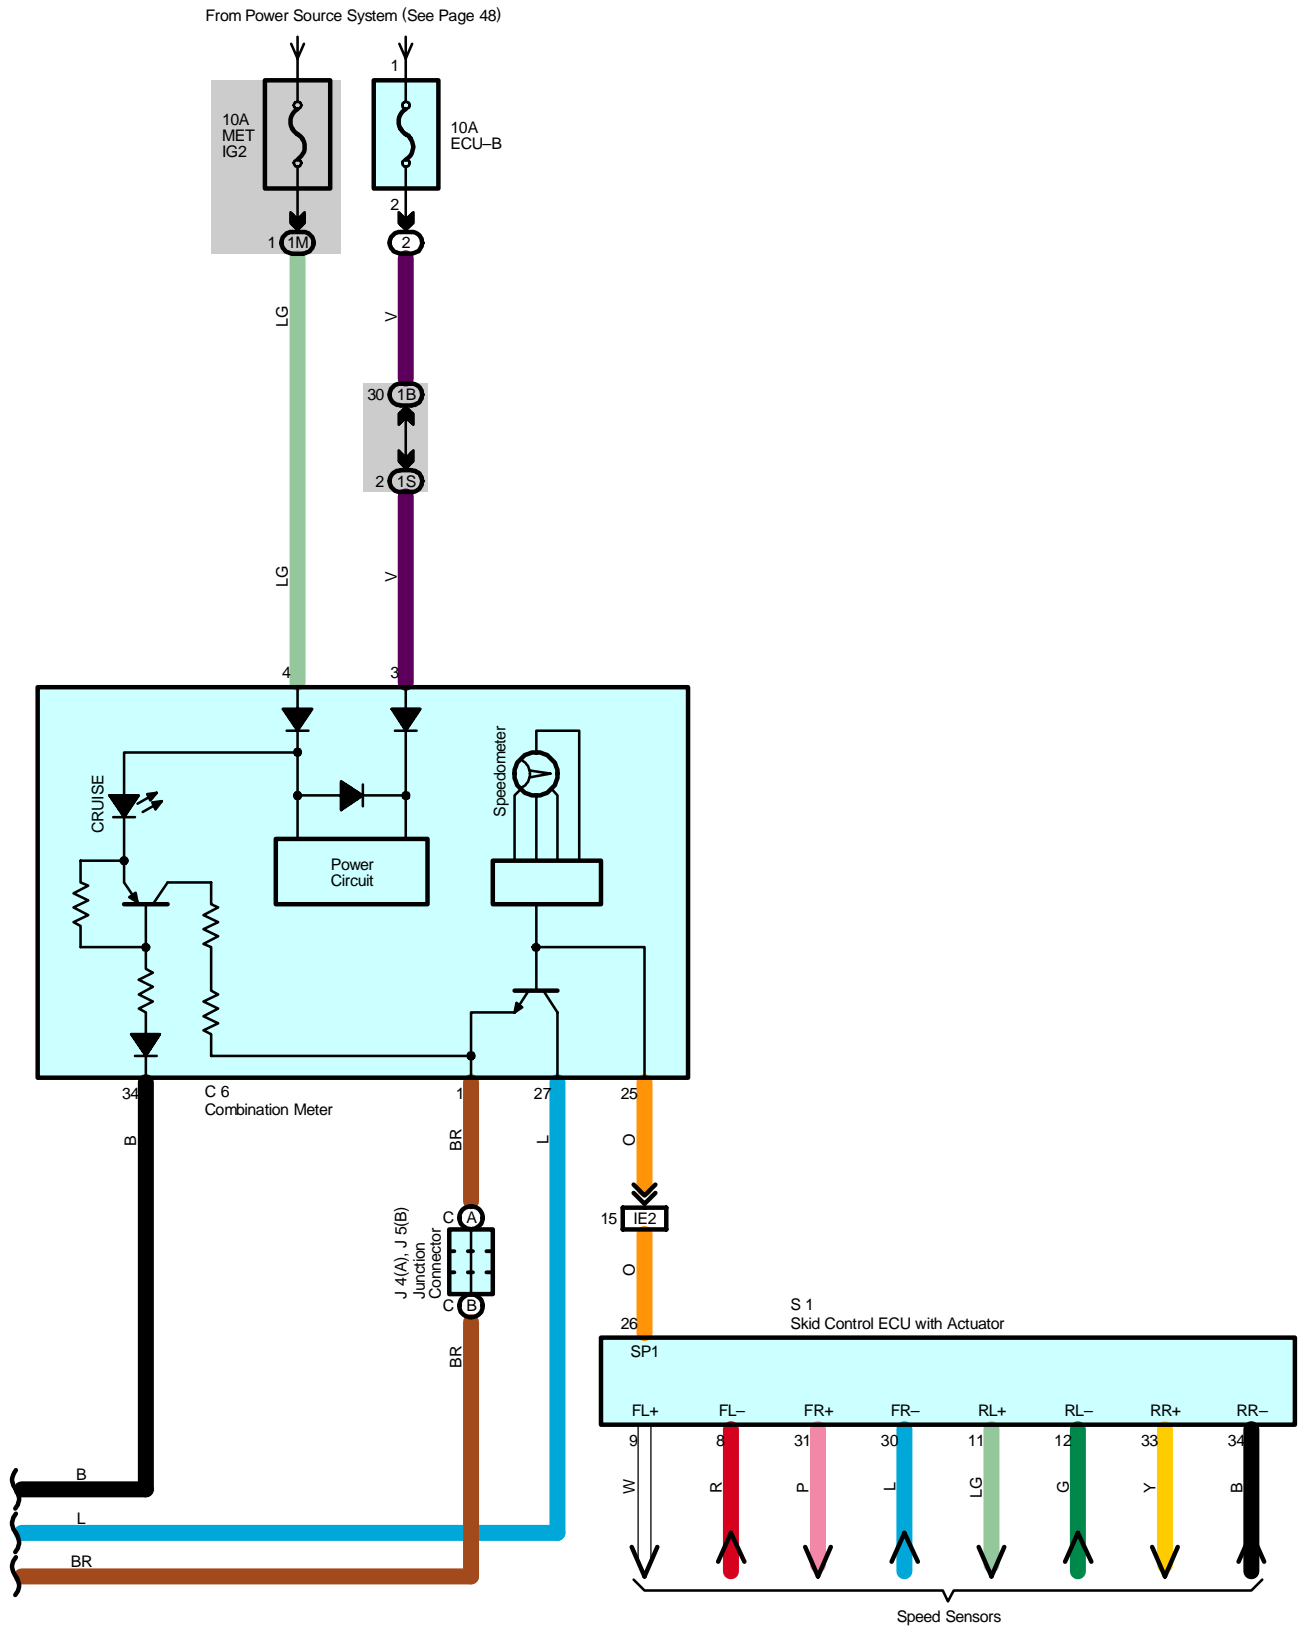 From Power Source System (See Page 48)
1
10A
MET
IG2
10A
ECU–B
2
1 1M
2
LG
V
30 1B
2 1S
LG
V
4
3
Speedometer
CRUISE
Power
Circuit
34
C 6
Combination Meter
1
27
25
B
BR
L
O
C A
15 IE2
J 4(A), J 5(B)
Junction
Connector
O
C B
S 1
Skid Control ECU with Actuator
26
BR
SP1
FL+ FL– FR+ FR– RL+ RL– RR+ RR–
9 8 31 30 11 12 33 34
W R P L LG G Y B
B
L
BR
Speed Sensors